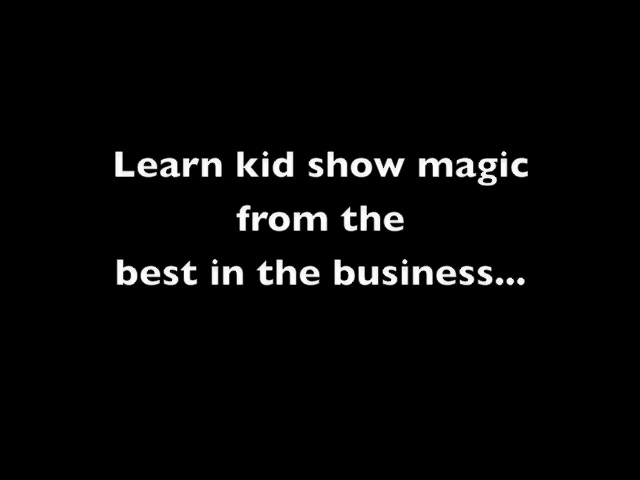 Learn kid show magic
from the
best in the business...